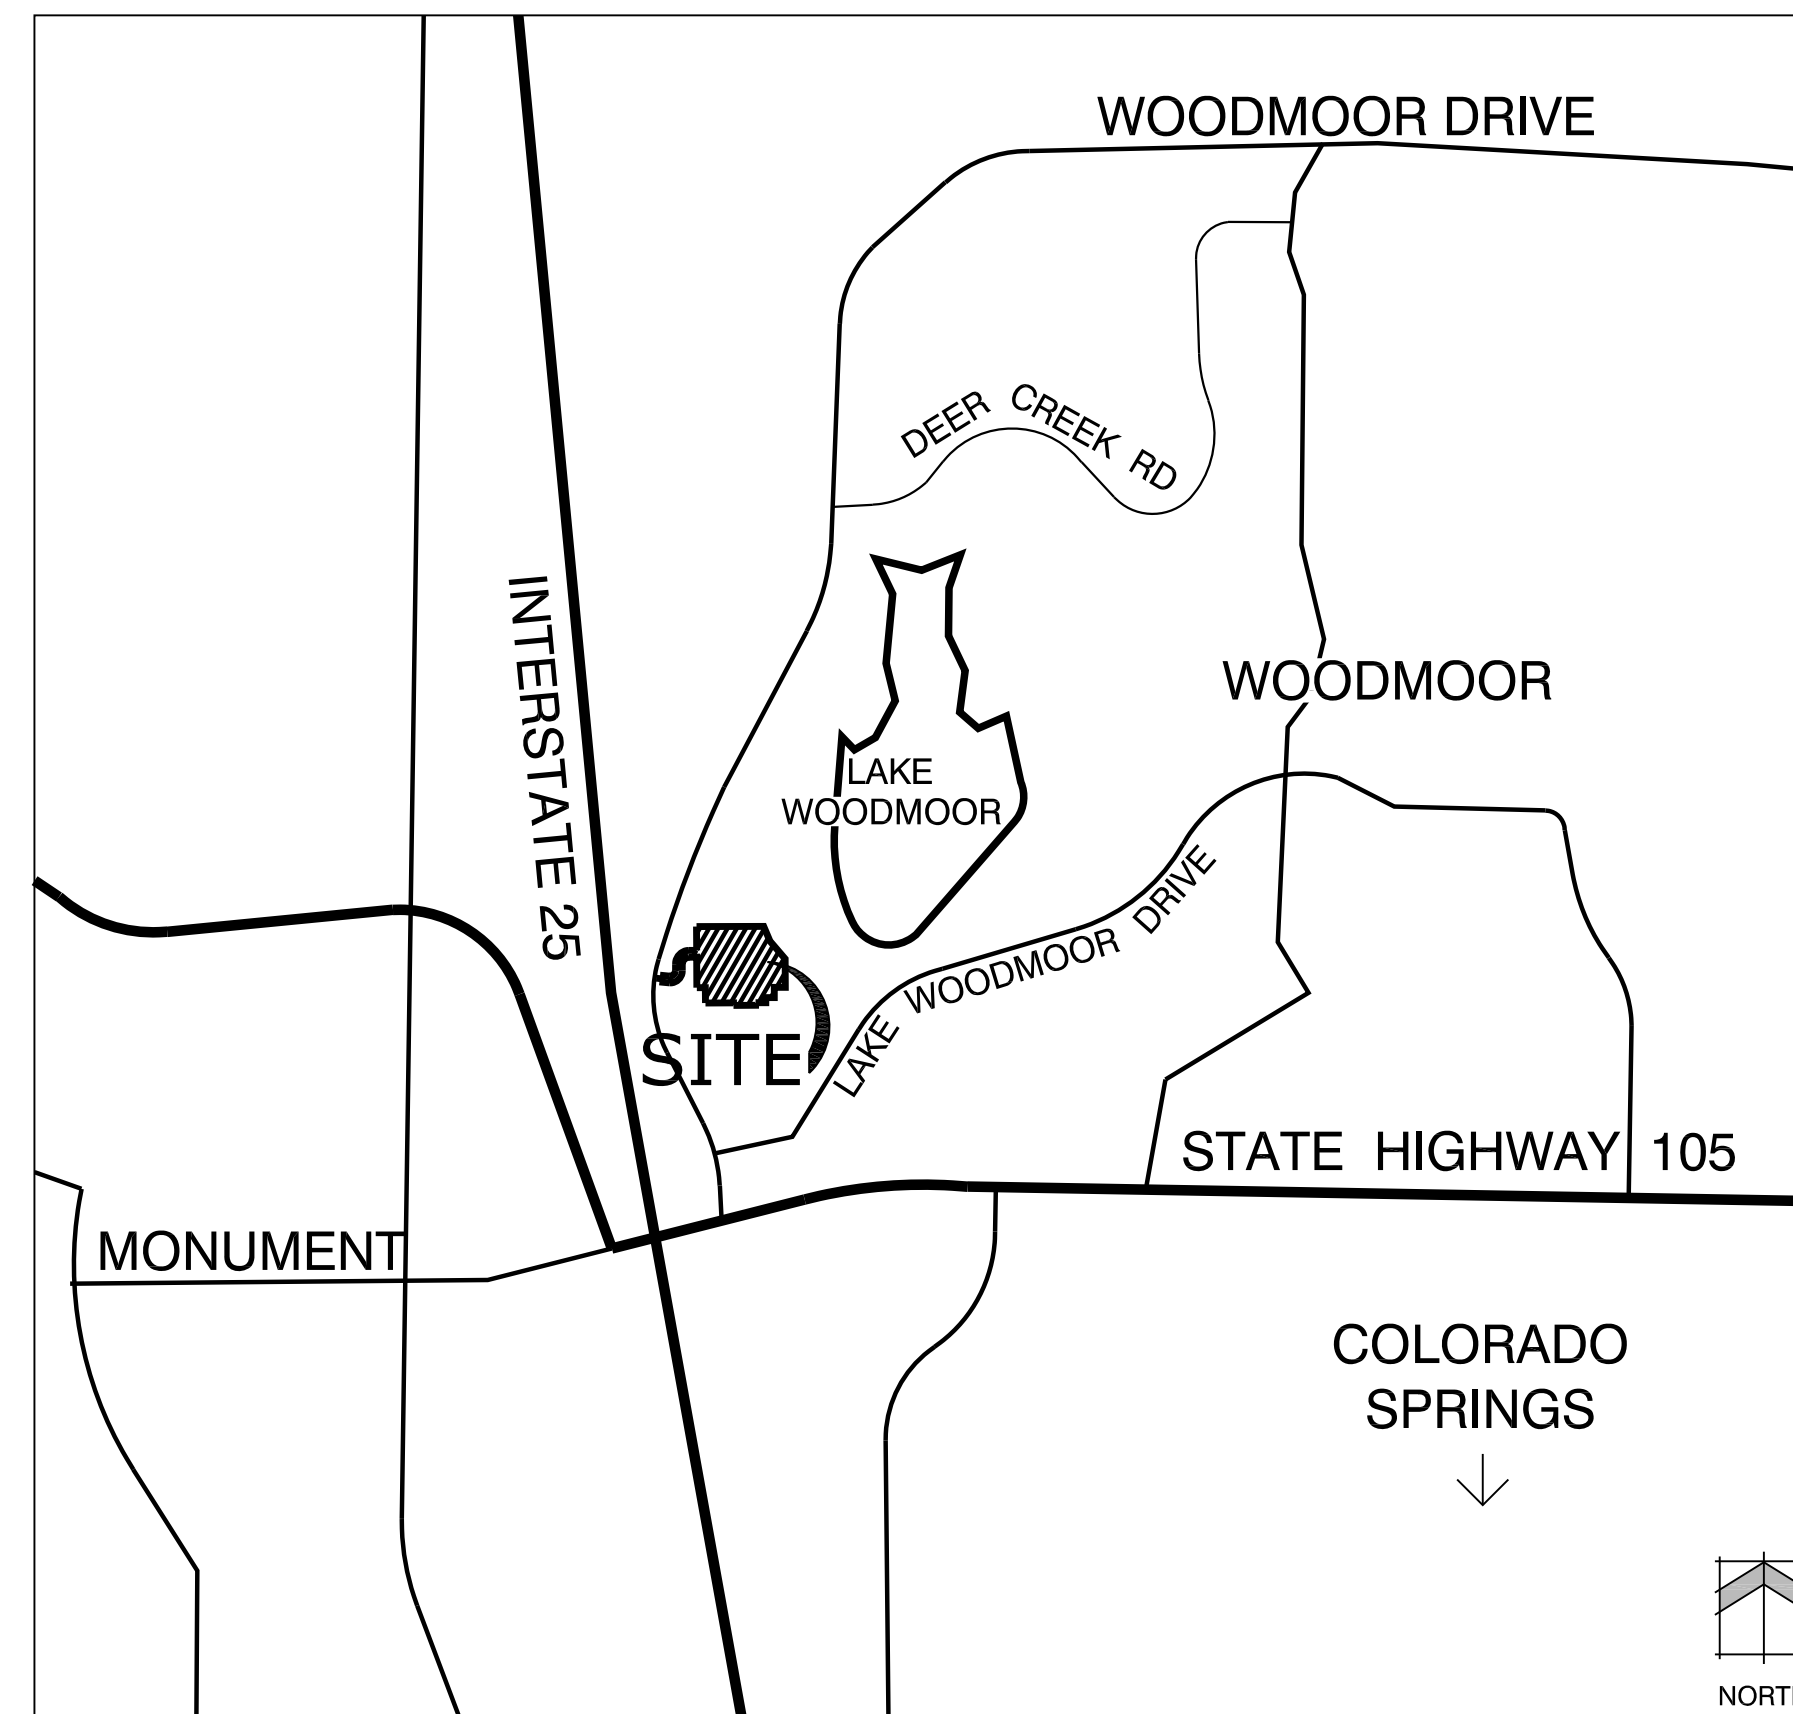 WOODMOOR DRIVE
DEER CREEK RD
INTERSTATE 25
WOODMOOR
LAKE
WOODMOOR
LAKE WOODMOOR DRIVE
SITE
STATE HIGHWAY 105
MONUMENT
COLORADO
SPRINGS
NORT